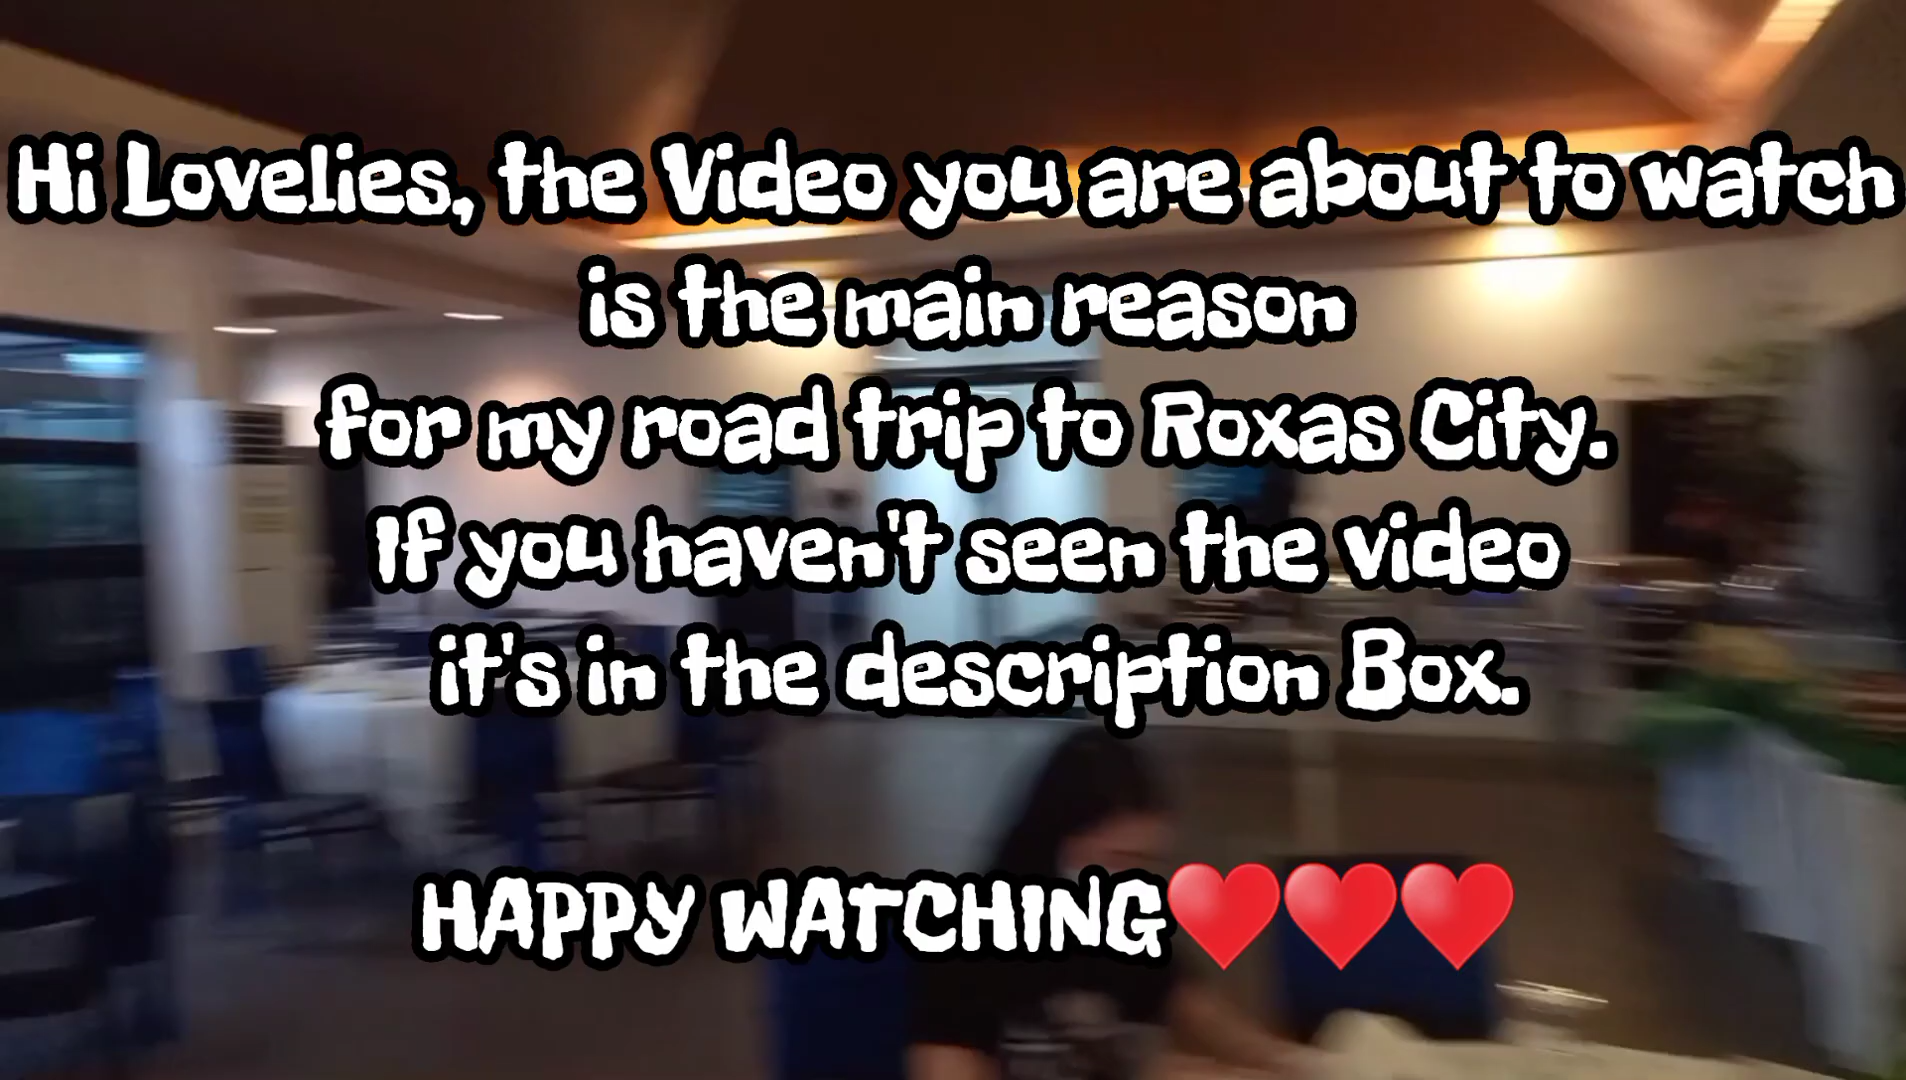 Hi Lovelies, the Video you are about to watch
is the main reason
for my road trip to Roxas City.
If you haven't seen the video
it's in the description Box.
HAPPY WATCHING♥️♥️♥️